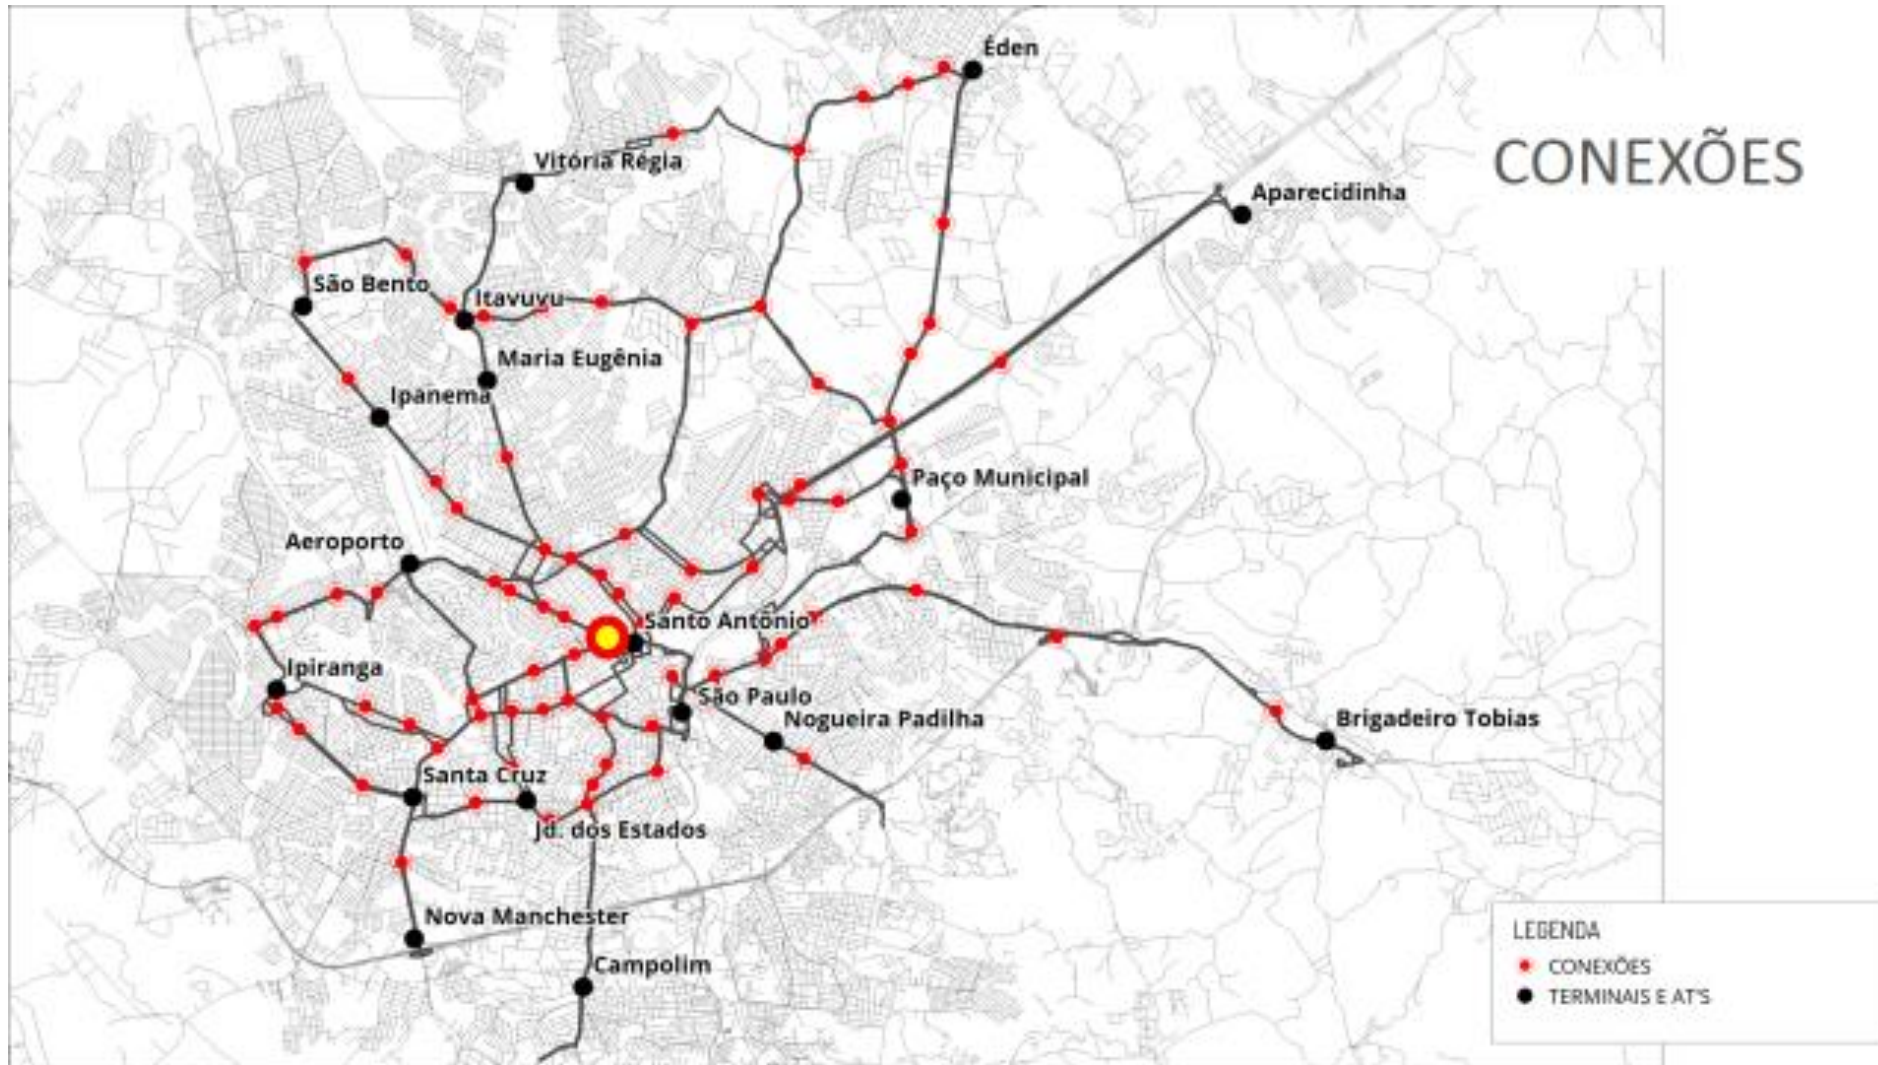 Éden
CONEXÕES
Vitória Régia
Aparecidinha
São Bento
Itavuvu
Maria Eugênia
Ipanema
Paço Municipal
Aeroporto
Santo Antônio
Ipiranga
São Paulo
Nogueira Padilha
Brigadeiro Tobias
Santa Cruz
Jd. dos Estados
Nova Manchester
Campolim
LEGENDA
CONEXÕES
TERMINAIS E AT'S